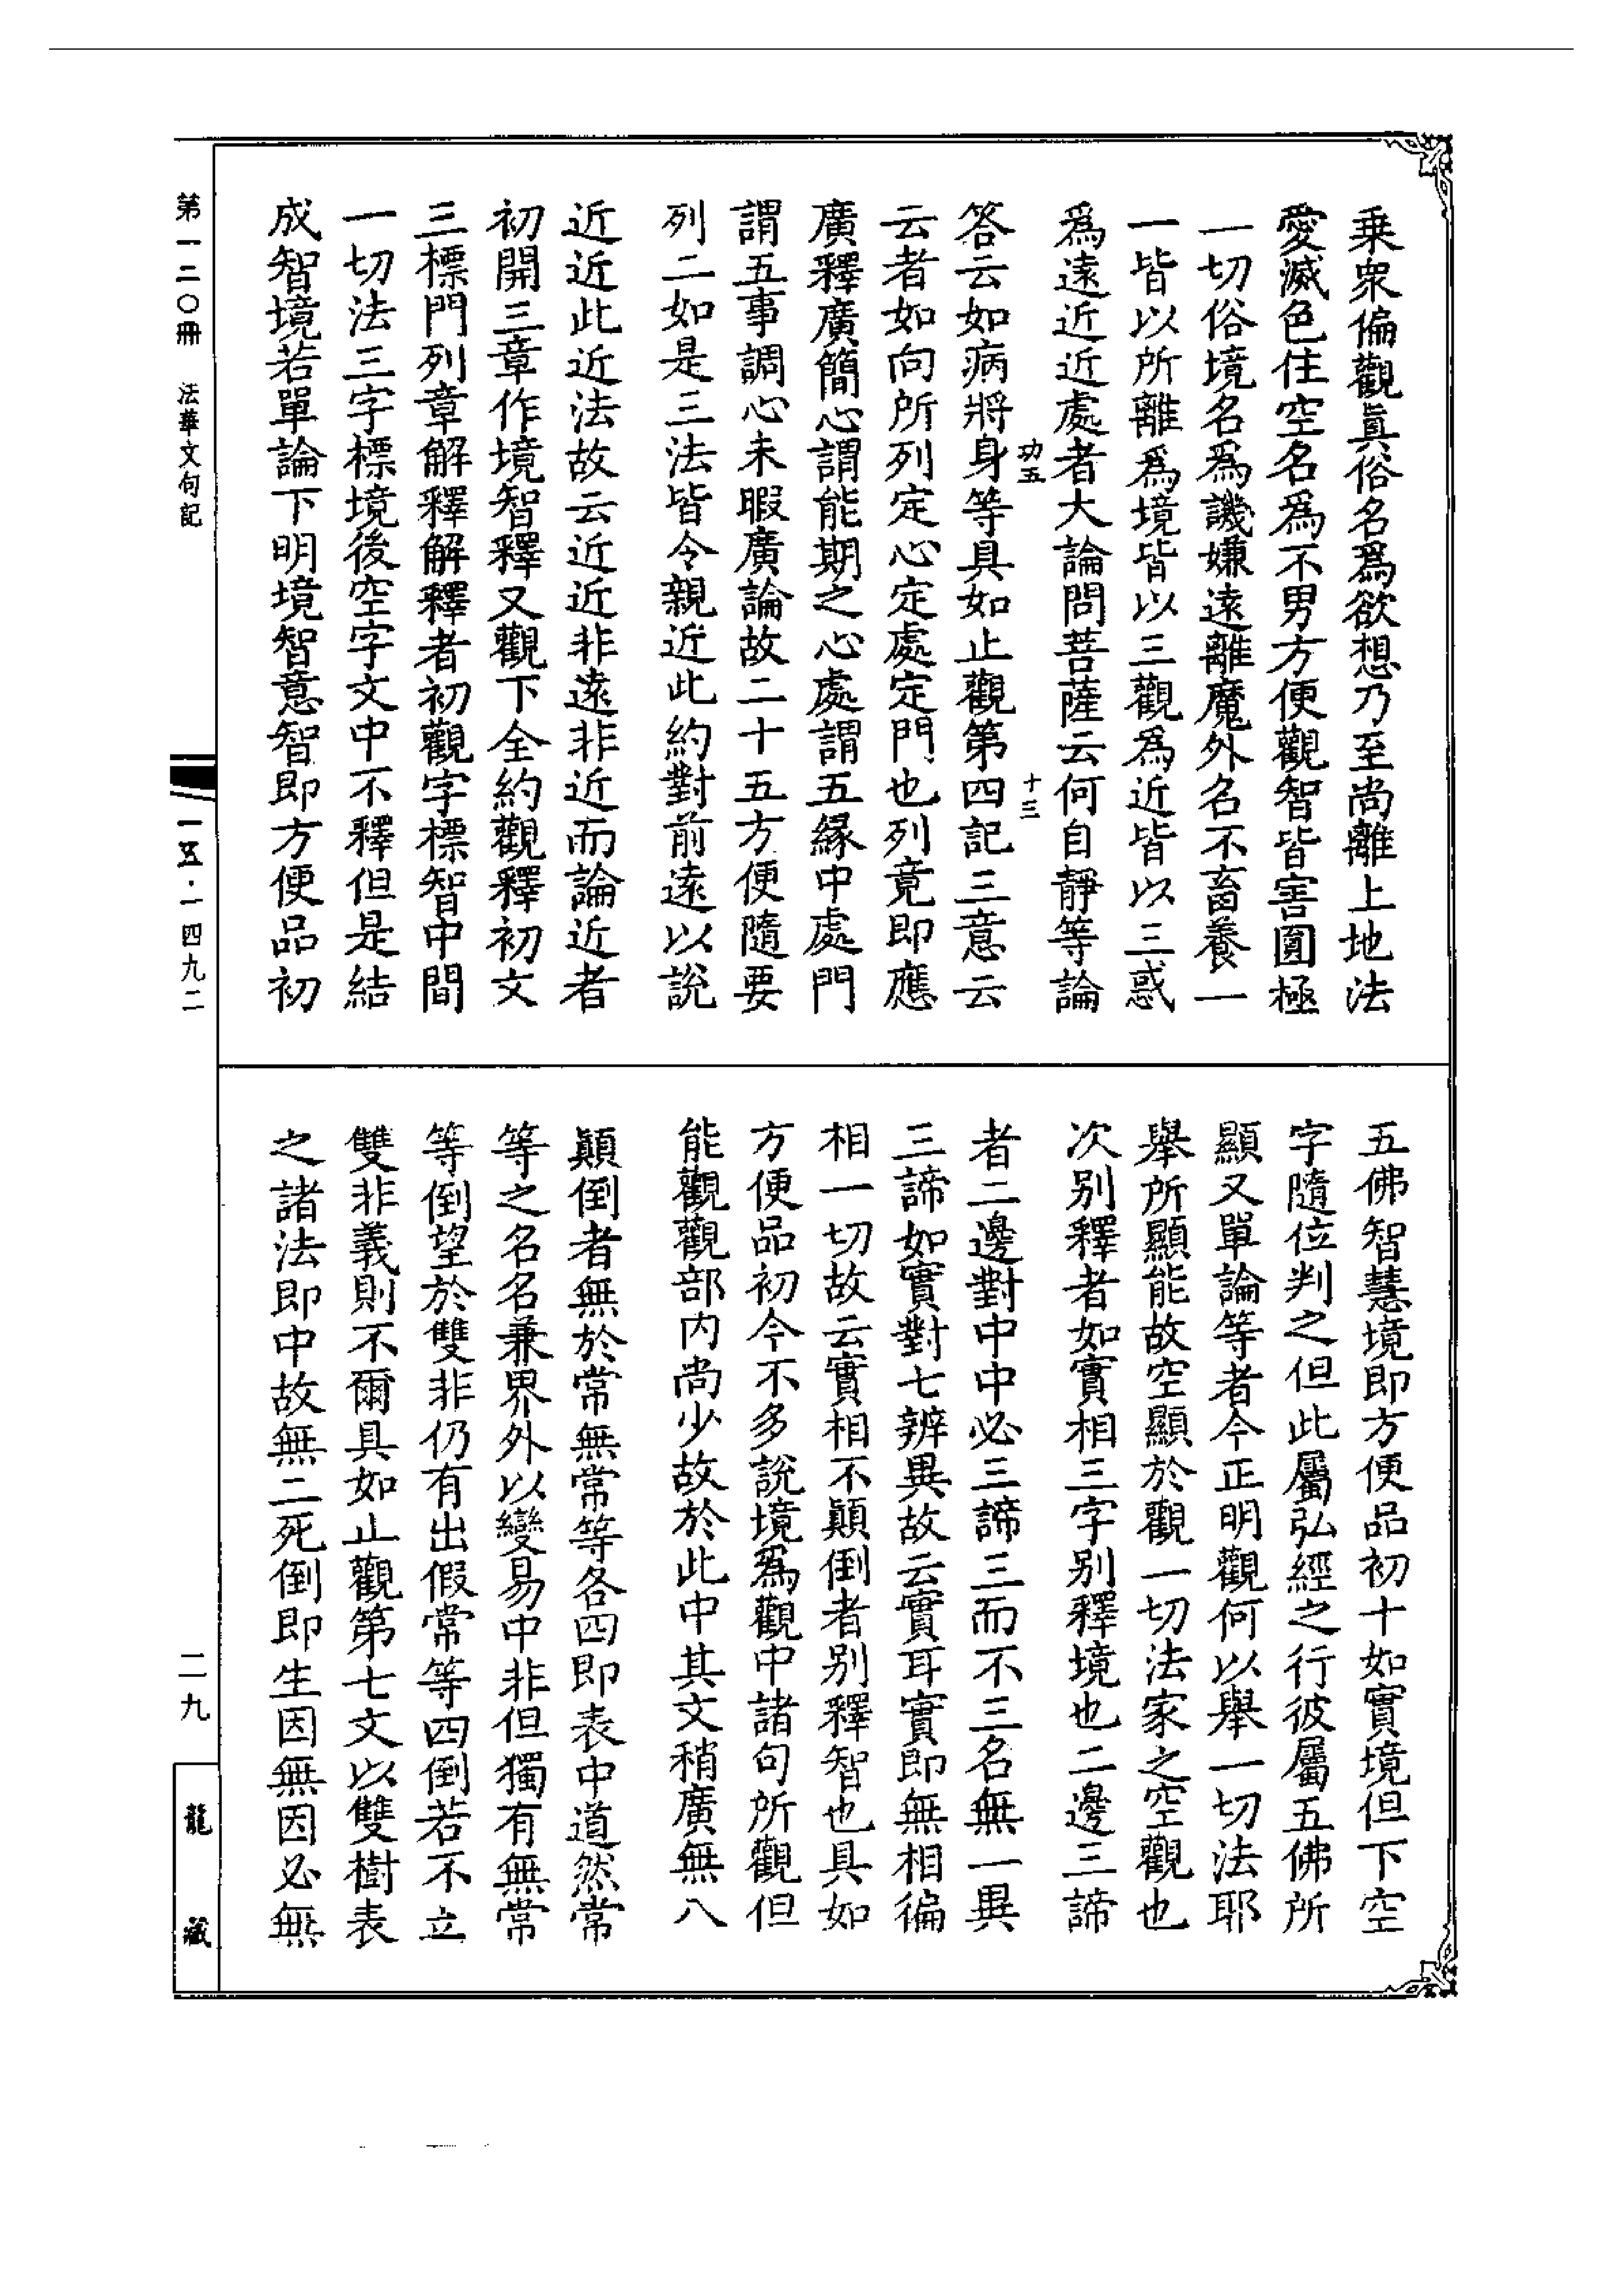 乗衆偏觀眞俗名爲欲想乃至尚離上地法
愛滅色住空名爲不男方便觀智皆害圓極
一切俗境名爲譏嫌遠離魔外名不畜養一
一皆以所離爲境皆以三觀爲近皆以三惑
爲遠近近處者大論問菩薩云何自靜等論
功五
十三
答云如病將身等具如止觀第四記三意云
云者如向所列定心定處定門也列竟即應
廣釋廣簡心謂能期之心處謂五緣中處門
謂五事調心未暇廣論故二十五方便隨要
列二如是三法皆令親近此約對前遠以說
近近此近法故云近近非遠非近而論近者
初開三章作境智釋又觀下全約觀釋初文
三標門列章解釋解釋者初觀字標智中間
一切法三字標境後空字文中不釋但是結
成智境若單論下明境智意智即方便品初
五佛智慧境即方便品初十如實境但下空
字隨位判之但此屬弘經之行彼屬五佛所
顯又單論等者今正明觀何以舉一切法耶
舉所顯能故空顯於觀一切法家之空觀也
次別釋者如實相三字別釋境也二邊三諦
者二邊對中中必三諦三而不三名無一異
三諦如實對七辨異故云實耳實即無相徧
相一切故云實相不顛倒者別釋智也具如
方便品初今不多說境爲觀中諸句所觀但
能觀觀部内尚少故於此中其文稍廣無八
顛倒者無於常無常等各四即表中道然常
等之名名兼界外以變易中非但獨有無常
等倒望於雙非仍有出假常等四倒若不立
雙非義則不爾具如止觀第七文以雙樹表
之諸法即中故無二死倒即生因無因必無
第一二〇冊 法華文句記
一五·一四九二
二九
龍藏